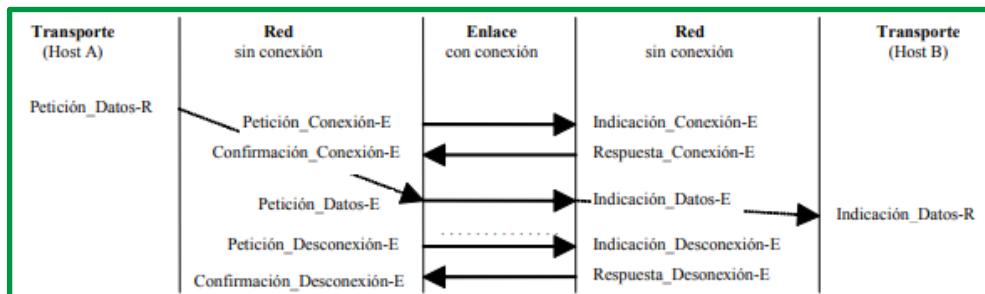 Transporte Red Enlace Red Transporte
(Host A) sin conexión con conexión sin conexión (Host B)
Petición_Datos-R
Petición_Conexión-E Indicación_Conexión-E
Confirmación_Conexión-E Respuesta_Conexión-E
Petición_Datos-E Indicación_Datos-E
Indicación_Datos-R
Petición_Desconexión-E Indicación_Desconexión-E
Confirmación_Desconexión-E Respuesta_Desonexión-E